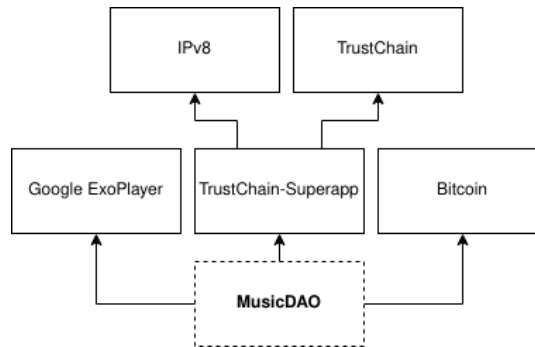 IPv8
TrustChain
Google ExoPlayer
TrustChain-Superapp
Bitcoin
MusicDAO